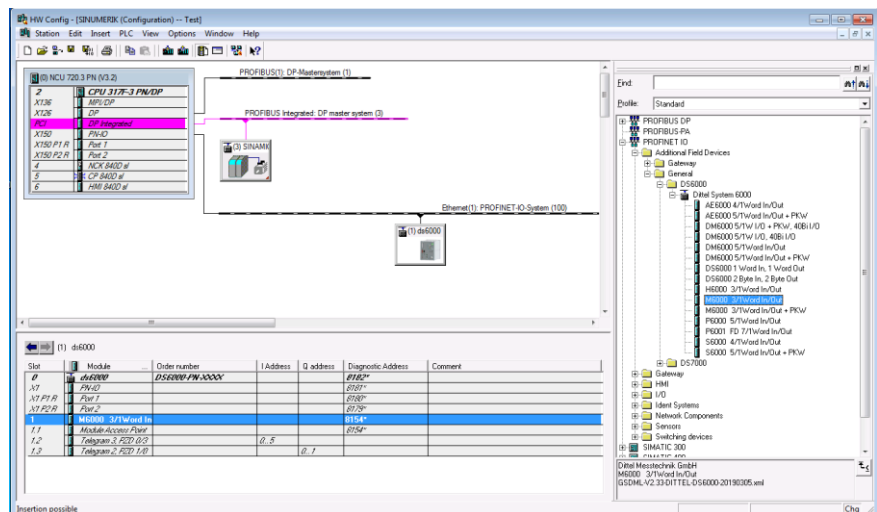 HW Config - [SINUMERIK (Configuration) -- Test]
Station Edit Insert PLC View Options Window Help
(0) NCU 720.3 PN (V3.2)
2 CPU 317F-3 PN/DP
X136 MPI/DP
X126 DP
PCI DP Integrated
X150 PN-IO
X150 P1 R Port 1
X150 P2 R Port 2
4 NCK 840D sl
5 CP 840D sl
6 HMI 840D sl
PROFIBUS(1): DP-Mastersystem (1)
PROFIBUS Integrated: DP master system (3)
(3) SINAMI
Ethernet(1): PROFINET-IO-System (100)
(1) ds6000
(1) ds6000
Slot Module ... Order number I Address Q address Diagnostic Address Comment
0 ds6000 DS6000-PN-XXXX 8182*
X1 PN-IO 8181*
X1 P1 R Port 1 8180*
X1 P2 R Port 2 8179*
1 M6000 3/1Word In 8154*
1.1 Module Access Point 8154*
1.2 Telegram 3, PZD 0/3 0..5
1.3 Telegram 2, PZD 1/0 0..1
Find:
Profile: Standard
PROFIBUS DP
PROFIBUS-PA
PROFINET IO
Additional Field Devices
Gateway
General
DS6000
Dittel System 6000
AE6000 4/1Word In/Out
AE6000 5/1Word In/Out + PKW
DM6000 5/1W I/O + PKW, 40Bi I/O
DM6000 5/1W I/O, 40Bi I/O
DM6000 5/1Word In/Out
DM6000 5/1Word In/Out + PKW
DS6000 1 Word In, 1 Word Out
DS6000 2 Byte In, 2 Byte Out
H6000 3/1Word In/Out
M6000 3/1Word In/Out
M6000 3/1Word In/Out + PKW
P6000 5/1Word In/Out
P6001 FD 7/1Word In/Out
S6000 4/1Word In/Out
S6000 5/1Word In/Out + PKW
DS7000
Gateway
HMI
I/O
Ident Systems
Network Components
Sensors
Switching devices
SIMATIC 300
SIMATIC 400
Dittel Messtechnik GmbH
M6000 3/1Word In/Out
GSDML-V2.33-DITTEL-DS6000-20190305.xml
Insertion possible
Chg